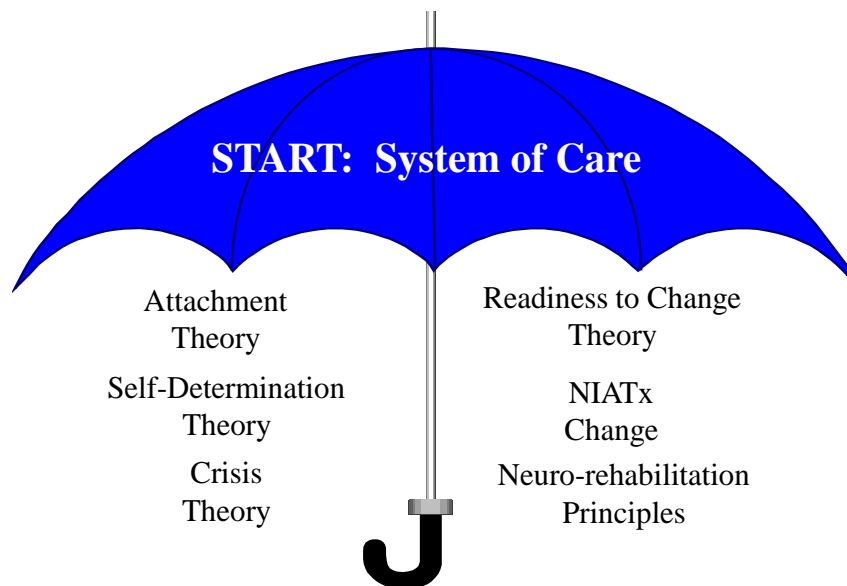 START:  System of Care
Attachment
Theory
Self-Determination
Theory
Crisis
Theory
Readiness to Change
Theory
NIATx
Change
Neuro-rehabilitation
Principles